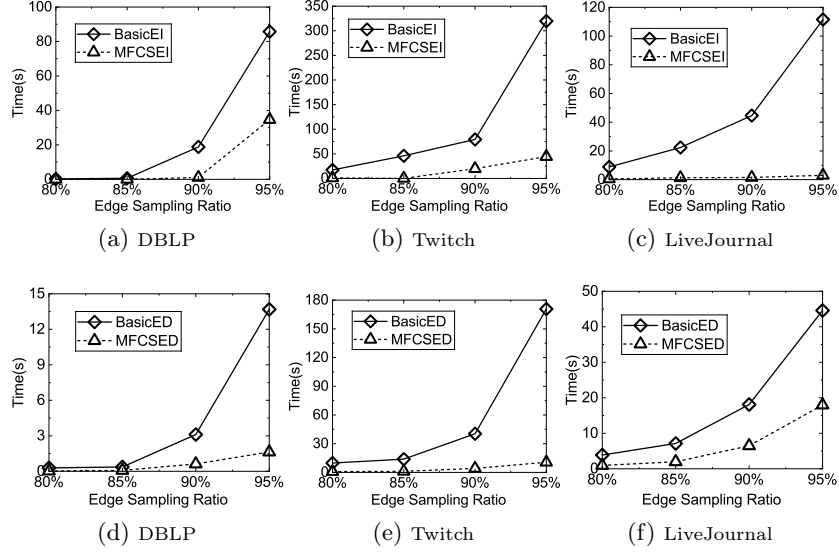 100
80
60
40
20
0
Time(s)
BasicEI
MFCSEI
80% 85% 90% 95%
Edge Sampling Ratio
(a) DBLP
350
300
250
200
150
100
50
0
Time(s)
BasicEI
MFCSEI
80% 85% 90% 95%
Edge Sampling Ratio
(b) Twitch
120
100
80
60
40
20
0
Time(s)
BasicEI
MFCSEI
80% 85% 90% 95%
Edge Sampling Ratio
(c) LiveJournal
15
12
9
6
3
0
Time(s)
BasicED
MFCSED
80% 85% 90% 95%
Edge Sampling Ratio
(d) DBLP
180
150
120
90
60
30
0
Time(s)
BasicED
MFCSED
80% 85% 90% 95%
Edge Sampling Ratio
(e) Twitch
50
40
30
20
10
0
Time(s)
BasicED
MFCSED
80% 85% 90% 95%
Edge Sampling Ratio
(f) LiveJournal